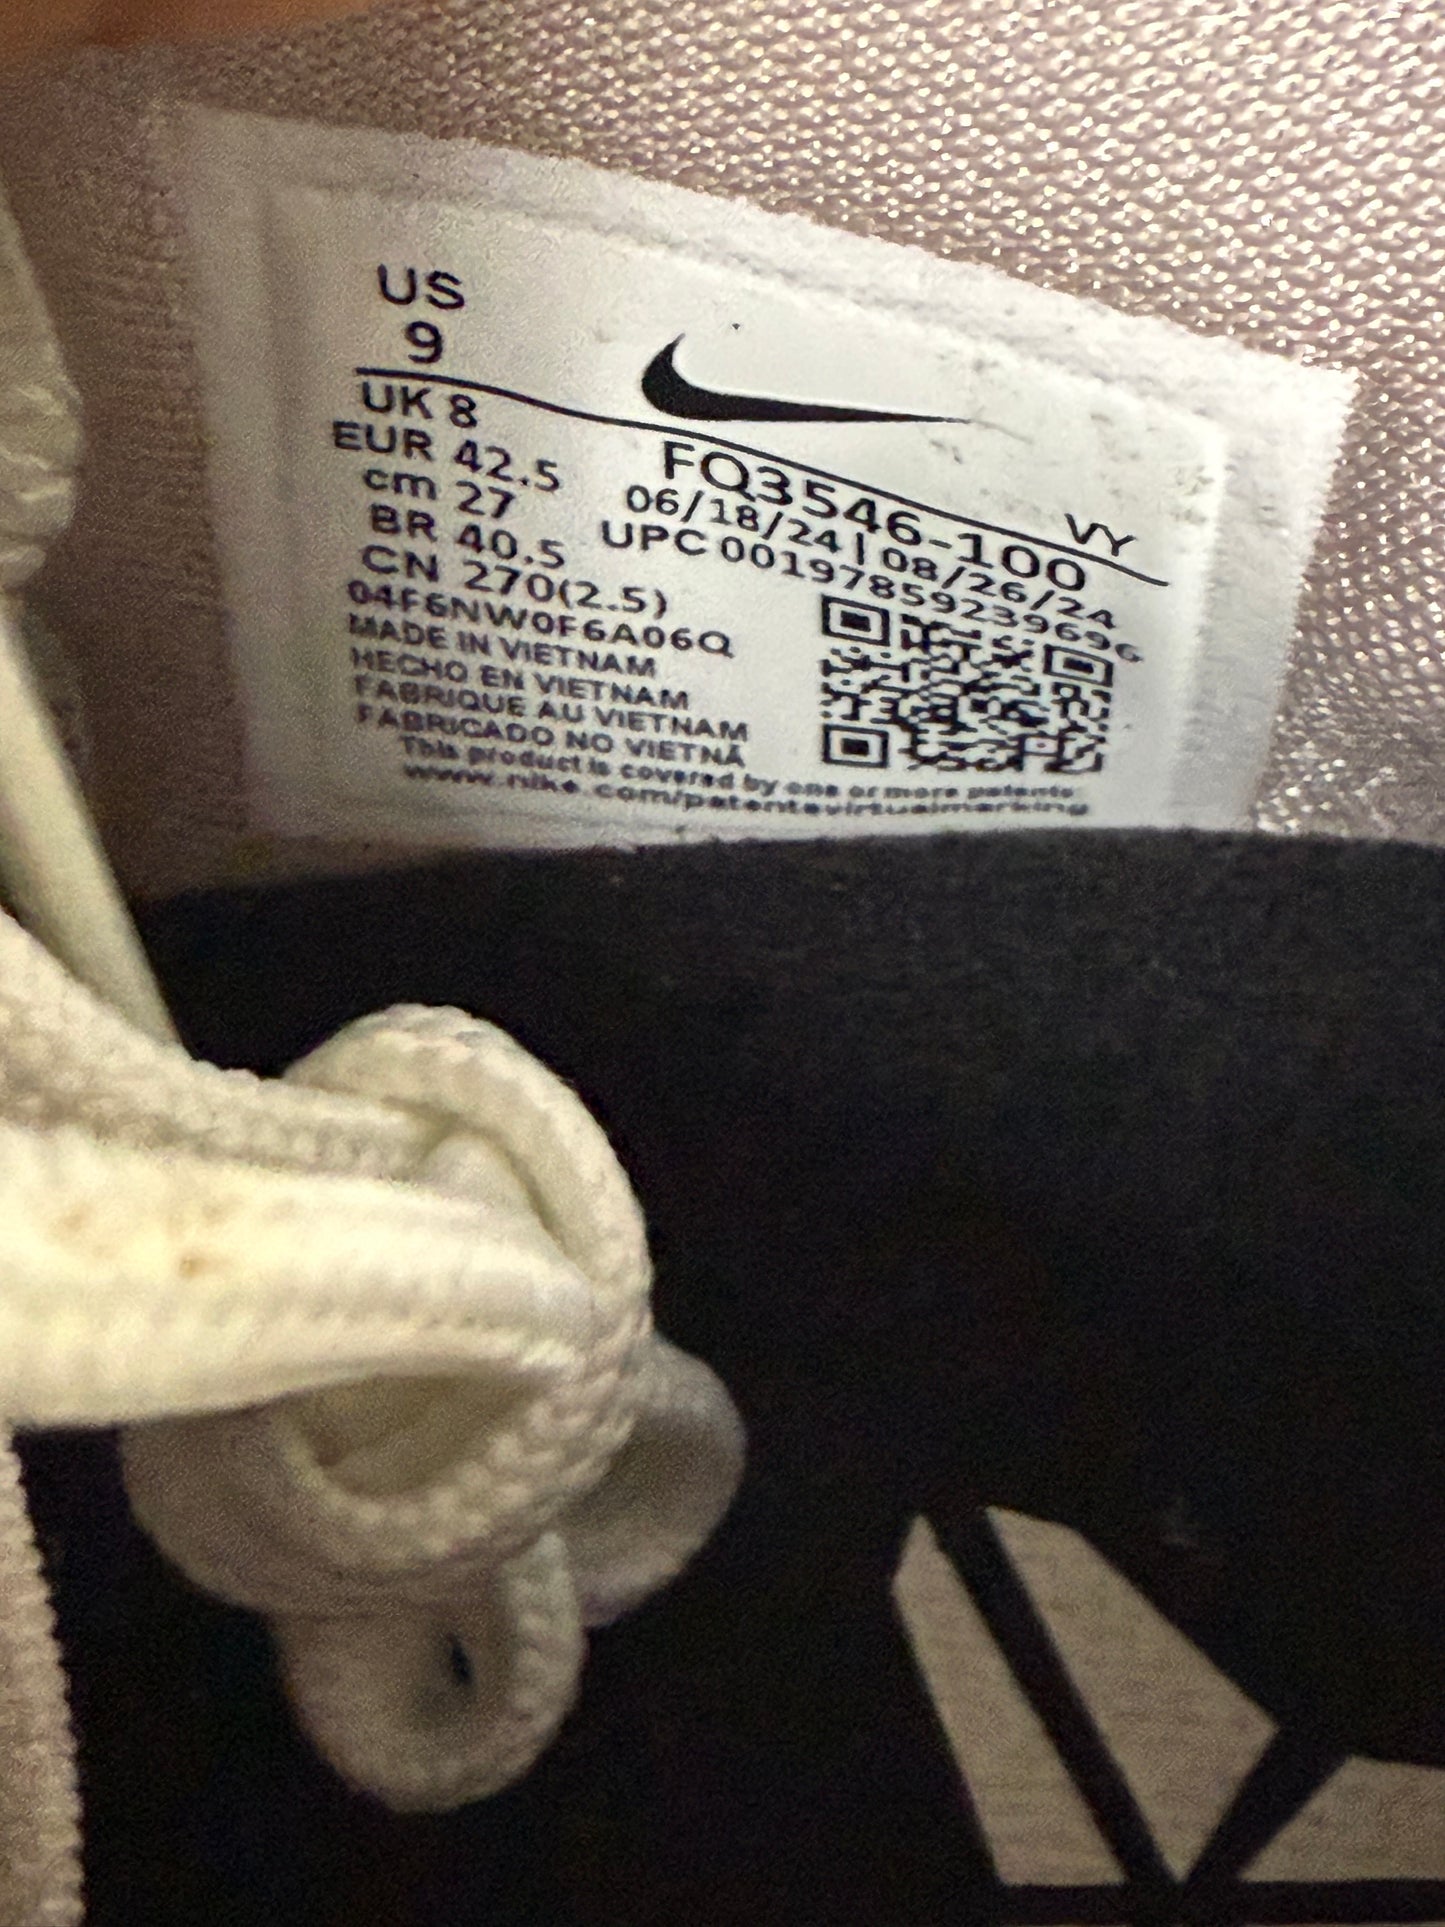 US
9
UK 8
EUR 42.5
cm 27
BR 40.5
CN 270(2.5)
04F6NW0F6A06Q
MADE IN VIETNAM
HECHO EN VIETNAM
FABRIQUE AU VIETNAM
FABRICADO NO VIETNÃ
This product is covered by one or more patents:
www.nike.com/patentsvirtualmarking
VY
FQ3546-100
06/18/24 | 08/26/24
UPC 00197859239696